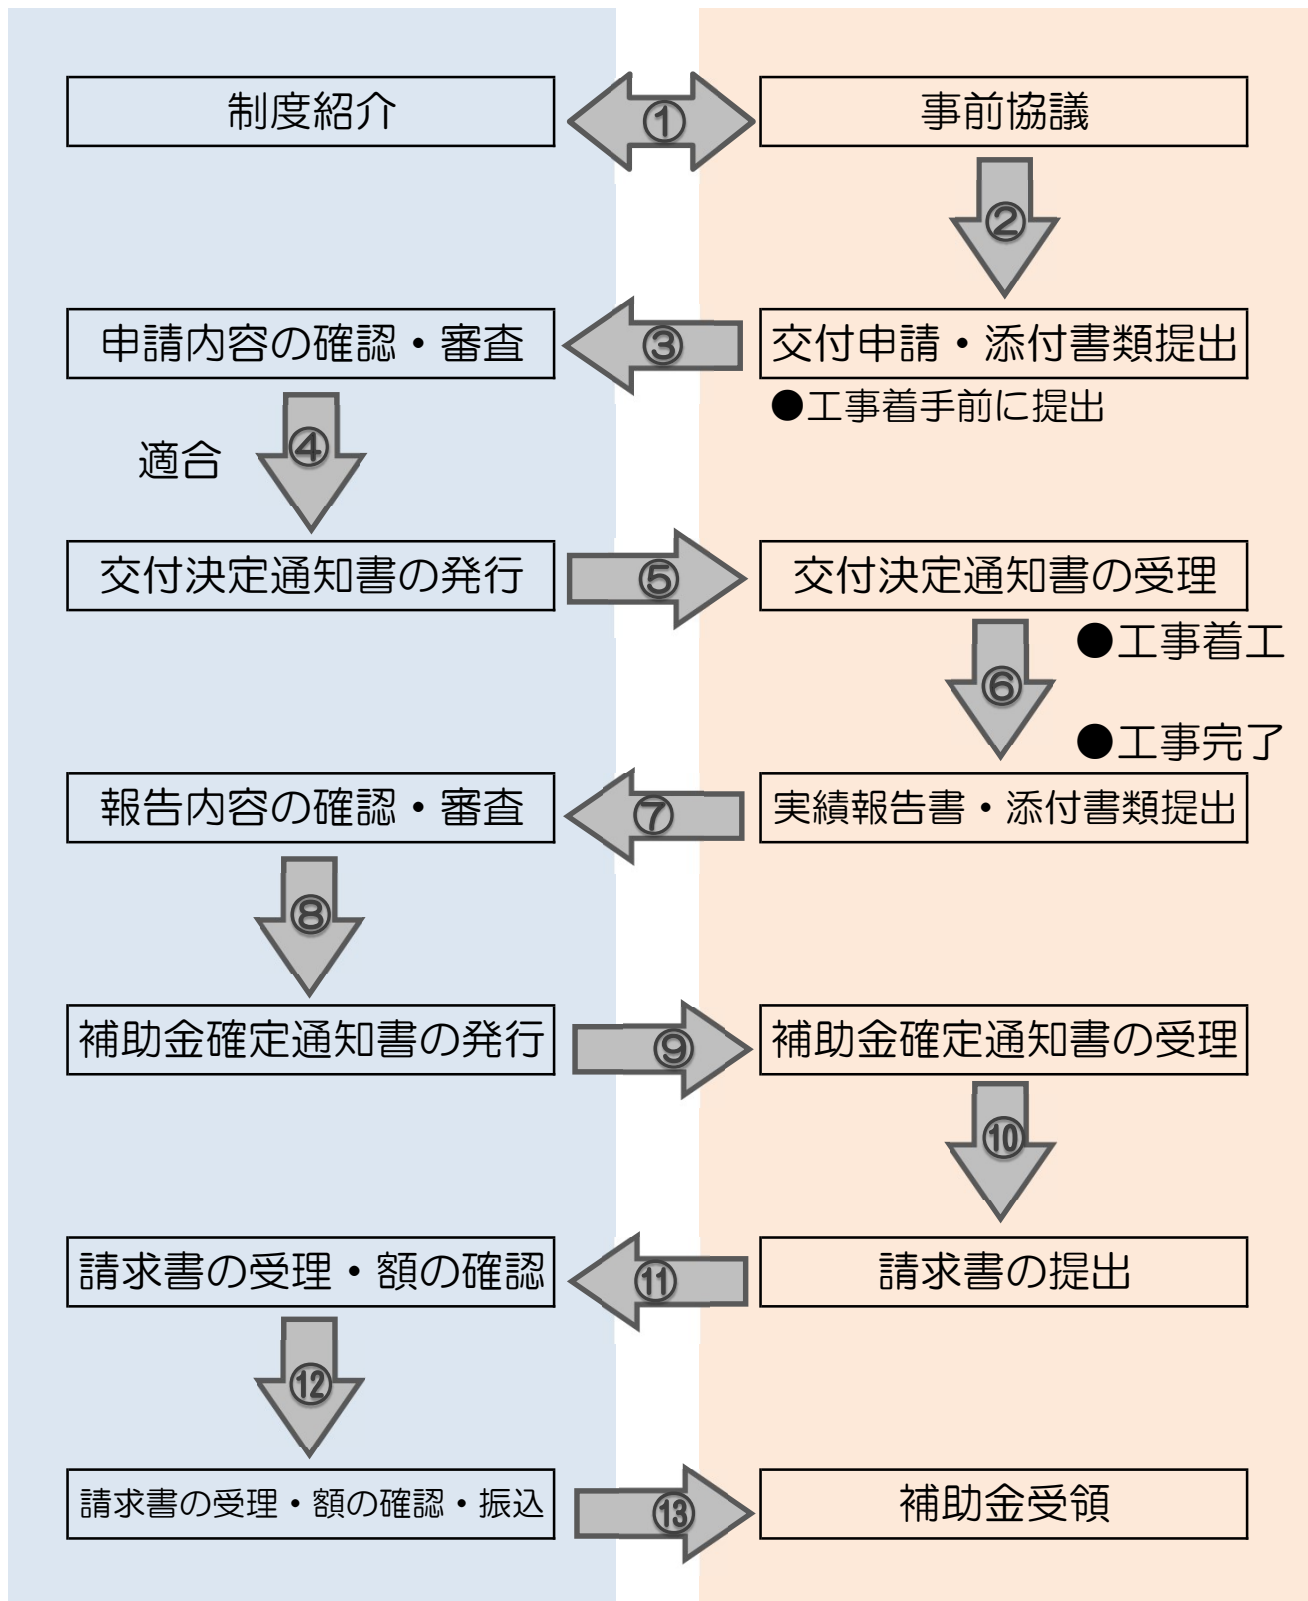 制度紹介
①
事前協議
②
申請内容の確認・審査
③
交付申請・添付書類提出
●工事着手前に提出
④
適合
交付決定通知書の発行
⑤
交付決定通知書の受理
●工事着工
⑥
●工事完了
報告内容の確認・審査
⑦
実績報告書・添付書類提出
⑧
補助金確定通知書の発行
⑨
補助金確定通知書の受理
⑩
請求書の受理・額の確認
⑪
請求書の提出
⑫
請求書の受理・額の確認・振込
⑬
補助金受領